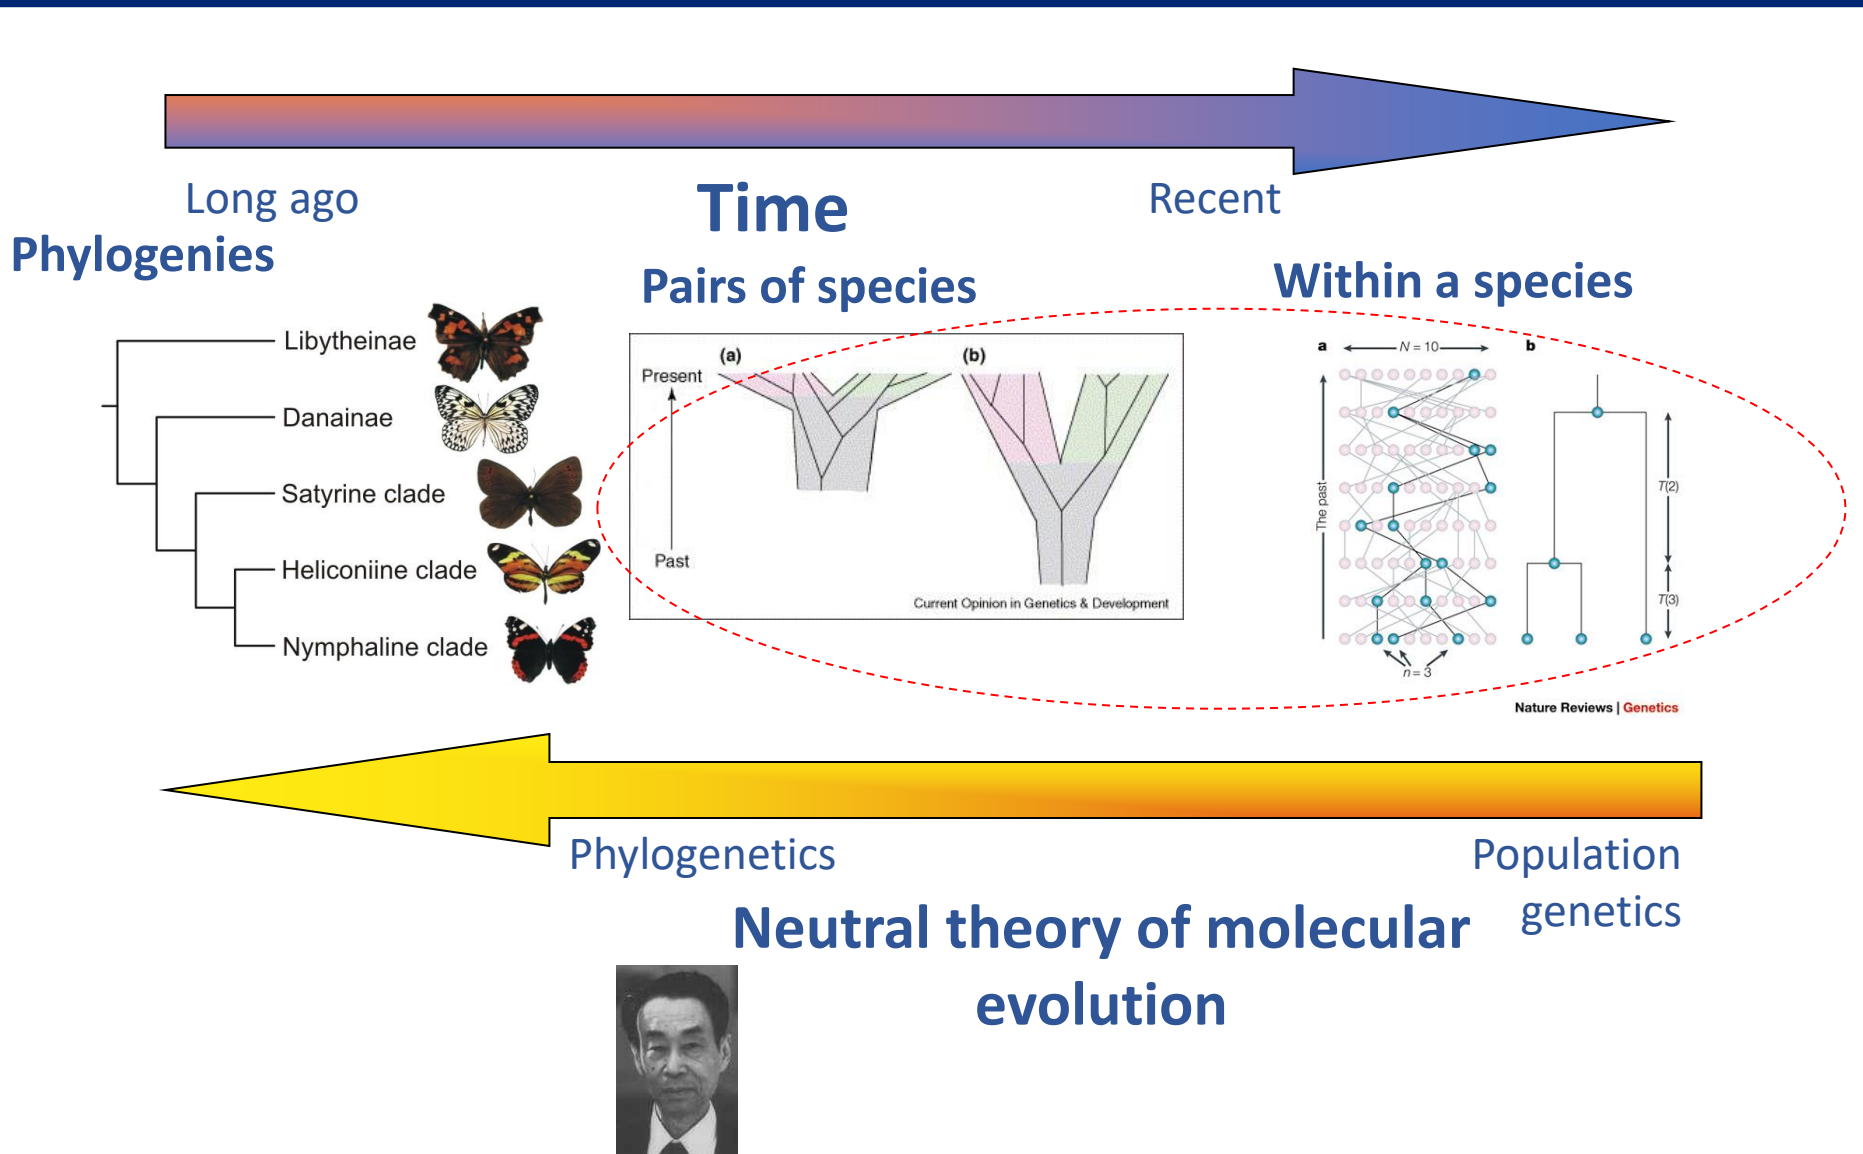 Long ago
Time
Recent
Phylogenies
Pairs of species
Within a species
Libytheinae
Danainae
Satyrine clade
Heliconiine clade
Nymphaline clade
(a)
(b)
Present
Past
Current Opinion in Genetics & Development
a
N = 10
b
The past
T(2)
T(3)
n = 3
Nature Reviews | Genetics
Phylogenetics
Population
genetics
Neutral theory of molecular
evolution